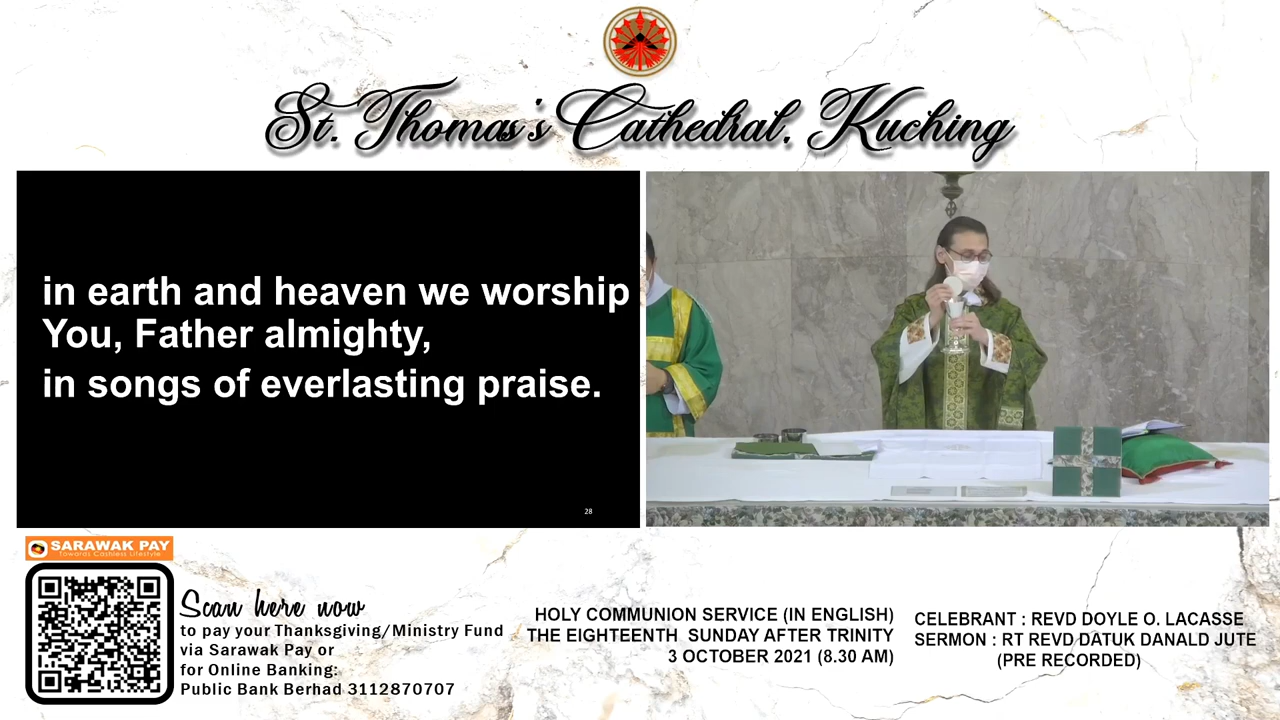 St. Thomas's Cathedral, Kuching
in earth and heaven we worship
You, Father almighty,
in songs of everlasting praise.
28
SARAWAK PAY
Towards Cashless Lifestyle
Scan here now
to pay your Thanksgiving/Ministry Fund
via Sarawak Pay or
for Online Banking:
Public Bank Berhad 3112870707
HOLY COMMUNION SERVICE (IN ENGLISH)
THE EIGHTEENTH SUNDAY AFTER TRINITY
3 OCTOBER 2021 (8.30 AM)
CELEBRANT : REVD DOYLE O. LACASSE
SERMON : RT REVD DATUK DANALD JUTE
(PRE RECORDED)